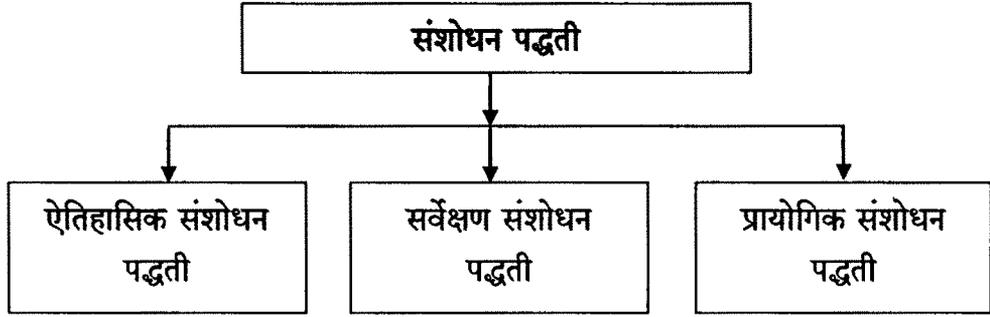 संशोधन पद्धती
ऐतिहासिक संशोधन
पद्धती
सर्वेक्षण संशोधन
पद्धती
प्रायोगिक संशोधन
पद्धती